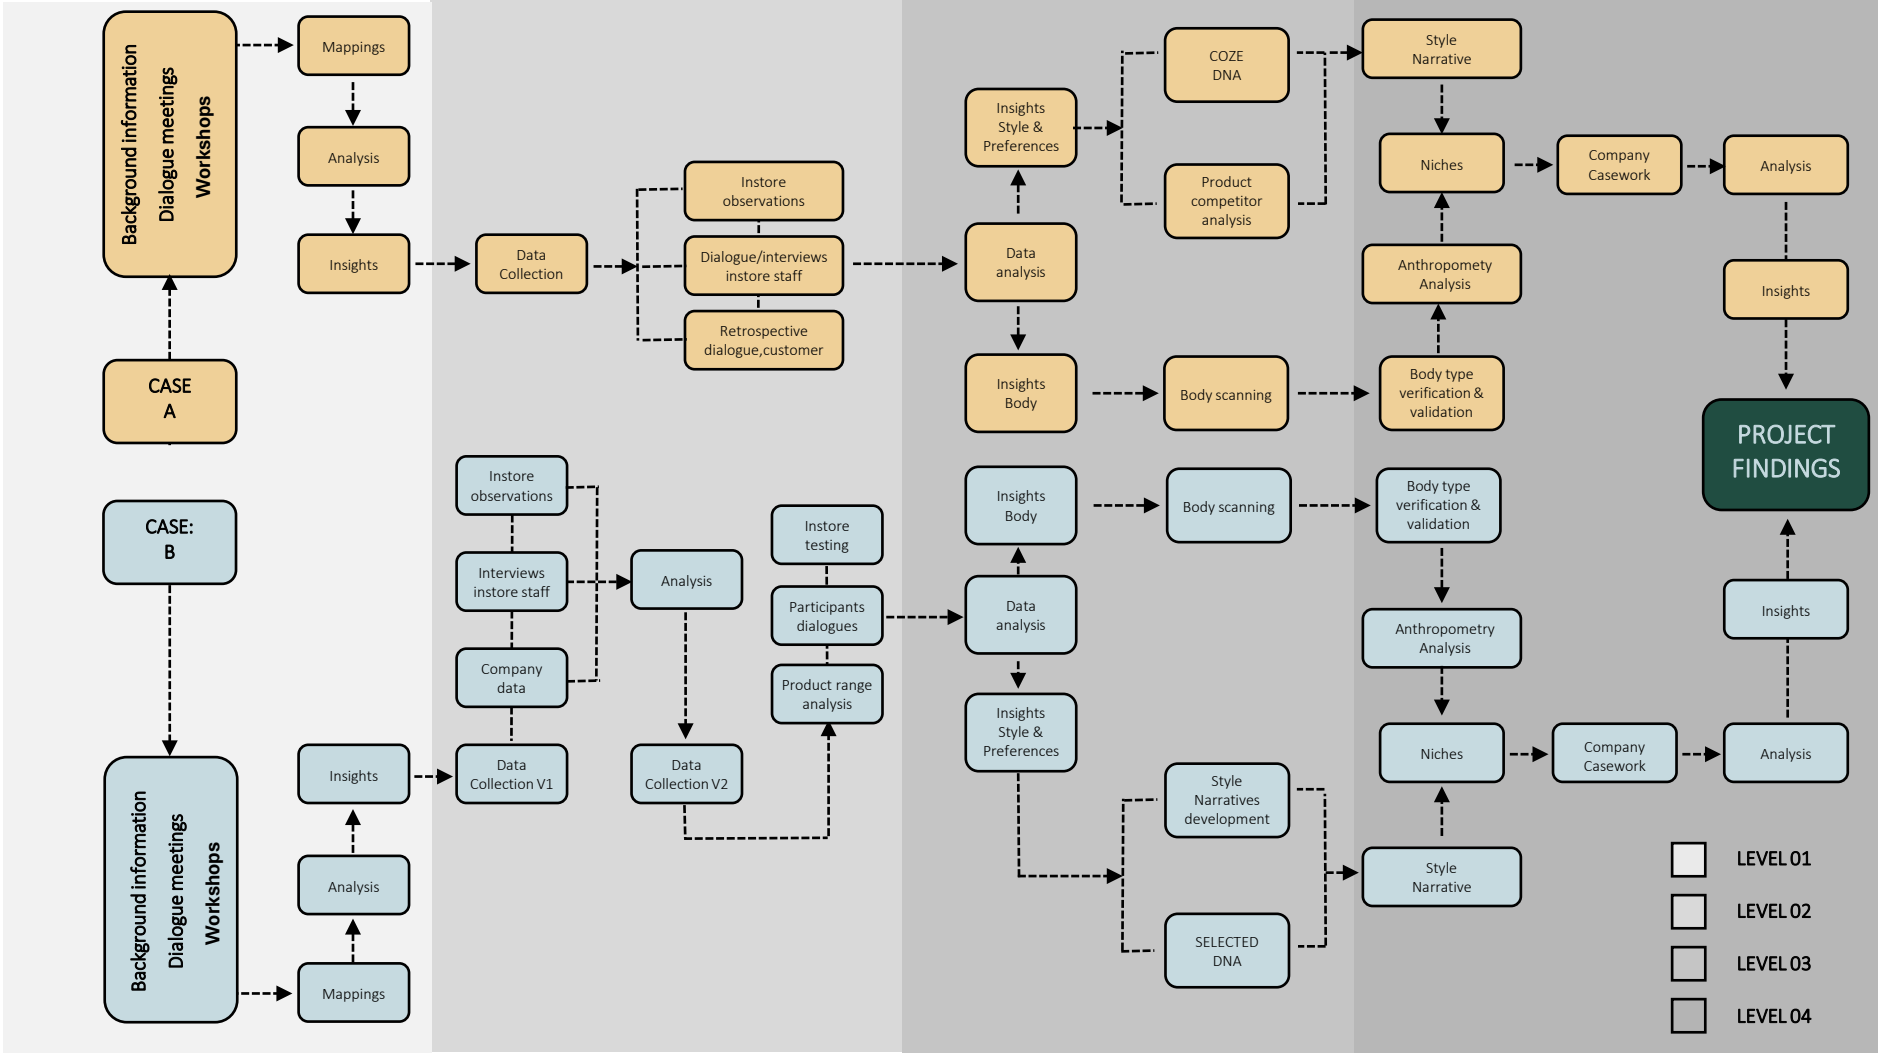 Background information
Dialogue meetings
Workshops
Mappings
Analysis
Insights
CASE
A
Data
Collection
Instore
observations
Dialogue/interviews
instore staff
Retrospective
dialogue,customer
Data
analysis
Insights
Style &
Preferences
Insights
Body
COZE
DNA
Product
competitor
analysis
Body scanning
Style
Narrative
Niches
Anthropomety
Analysis
Body type
verification &
validation
Company
Casework
Analysis
Insights
PROJECT
FINDINGS
CASE:
B
Background information
Dialogue meetings
Workshops
Mappings
Analysis
Insights
Instore
observations
Interviews
instore staff
Company
data
Data
Collection V1
Analysis
Data
Collection V2
Instore
testing
Participants
dialogues
Product range
analysis
Insights
Body
Data
analysis
Insights
Style &
Preferences
Body scanning
Style
Narratives
development
SELECTED
DNA
Body type
verification &
validation
Anthropometry
Analysis
Niches
Style
Narrative
Company
Casework
Analysis
Insights
LEVEL 01
LEVEL 02
LEVEL 03
LEVEL 04